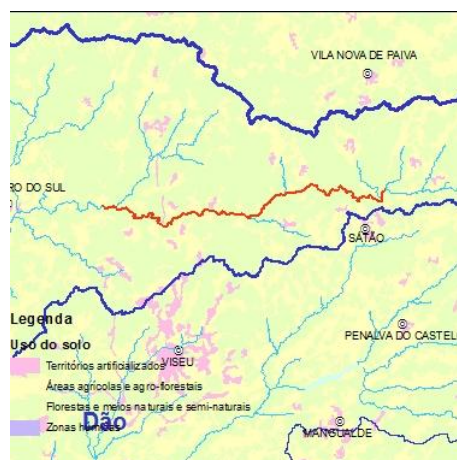 VILA NOVA DE PAIVA
RO DO SUL
SATÃO
Legenda
Uso do solo
PENALVA DO CASTEL
Territórios artificializados
VISEU
Áreas agrícolas e agro-florestais
Florestas e meios naturais e semi-naturais
Dão
Zonas húmidas
MANGUALDE